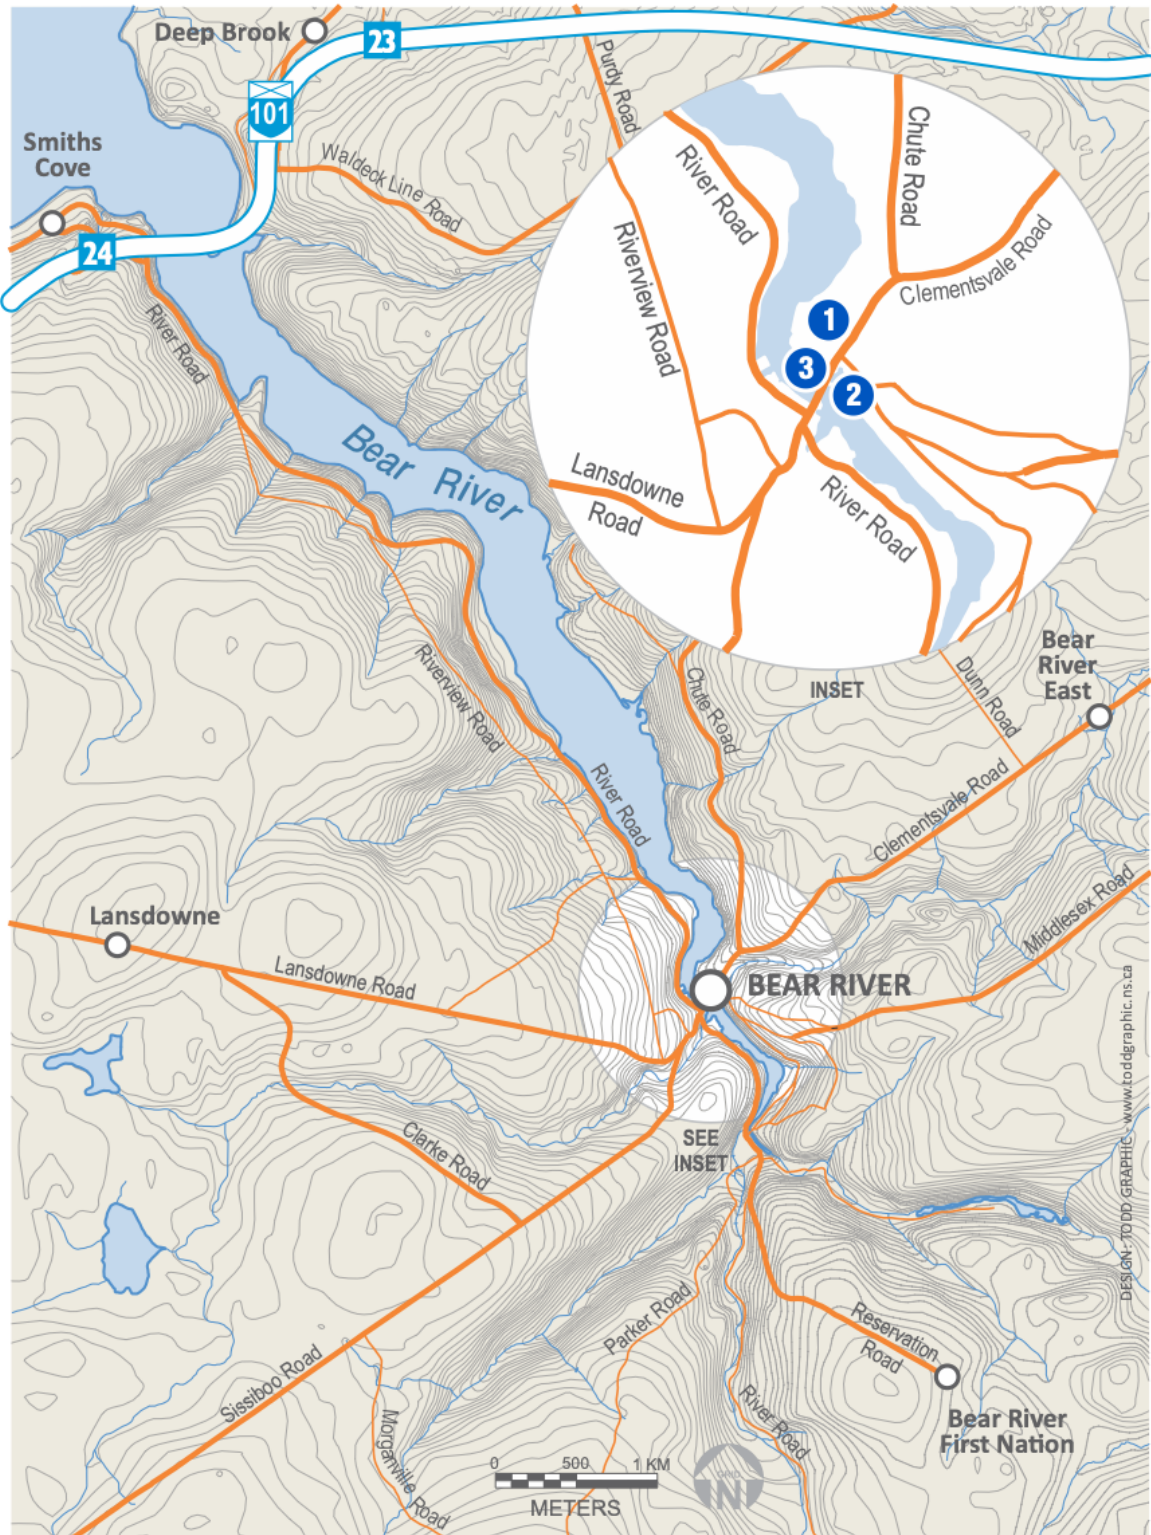 Deep Brook
23
101
Smiths
Cove
24
Purdy Road
Waldeck Line Road
River Road
Bear River
River Road
Chute Road
Riverview Road
Clementsvale Road
1
3
2
Lansdowne
Road
River Road
INSET
Riverview Road
Chute Road
Dunn Road
Bear
River
East
River Road
Clementsvale Road
Middlesex Road
Lansdowne
Lansdowne Road
BEAR RIVER
SEE
INSET
Clarke Road
Parker Road
Reservation
Road
Sissiboo Road
Morganville Road
River Road
Bear River
First Nation
0 500 1 KM
METERS
GRID
N
DESIGN: TODD GRAPHIC - www.toddgraphic.ns.ca